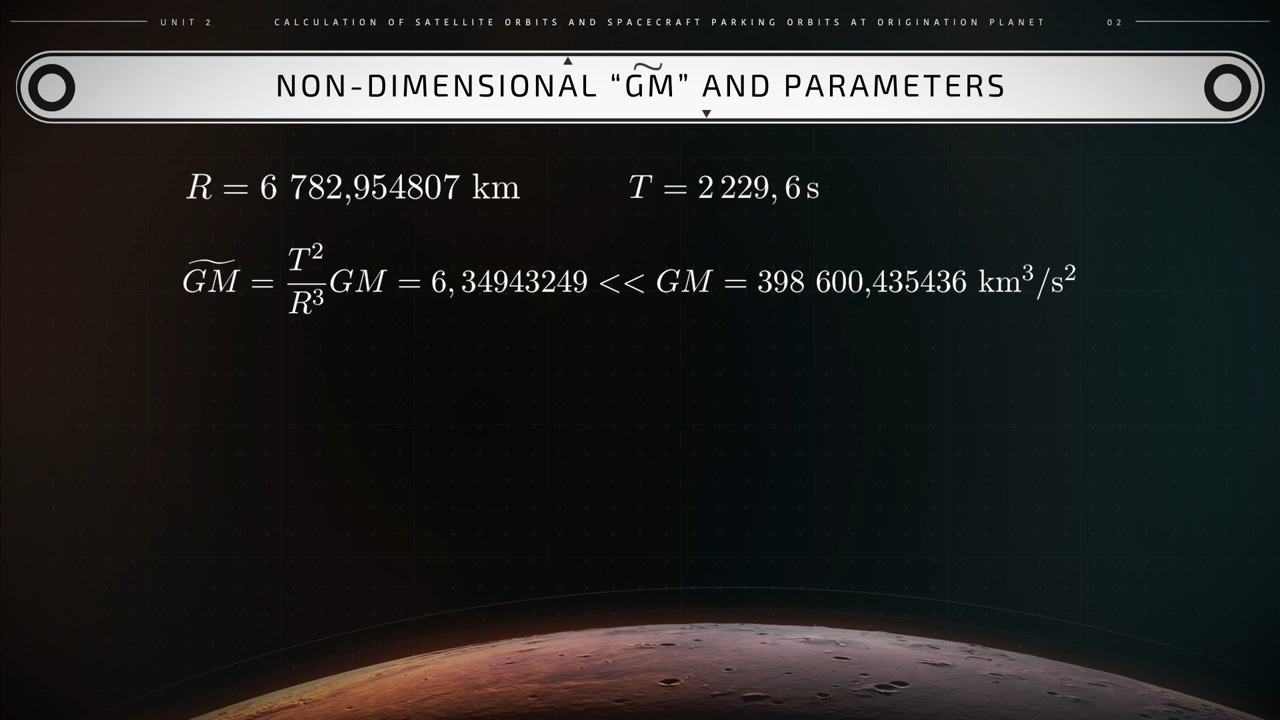 UNIT 2 CALCULATION OF SATELLITE ORBITS AND SPACECRAFT PARKING ORBITS AT ORIGINATION PLANET 02
NON-DIMENSIONAL “G͠M” AND PARAMETERS
R = 6 782,954807 km T = 2 229, 6 s
G͠M = T²/R³ GM = 6, 34943249 << GM = 398 600,435436 km³/s²